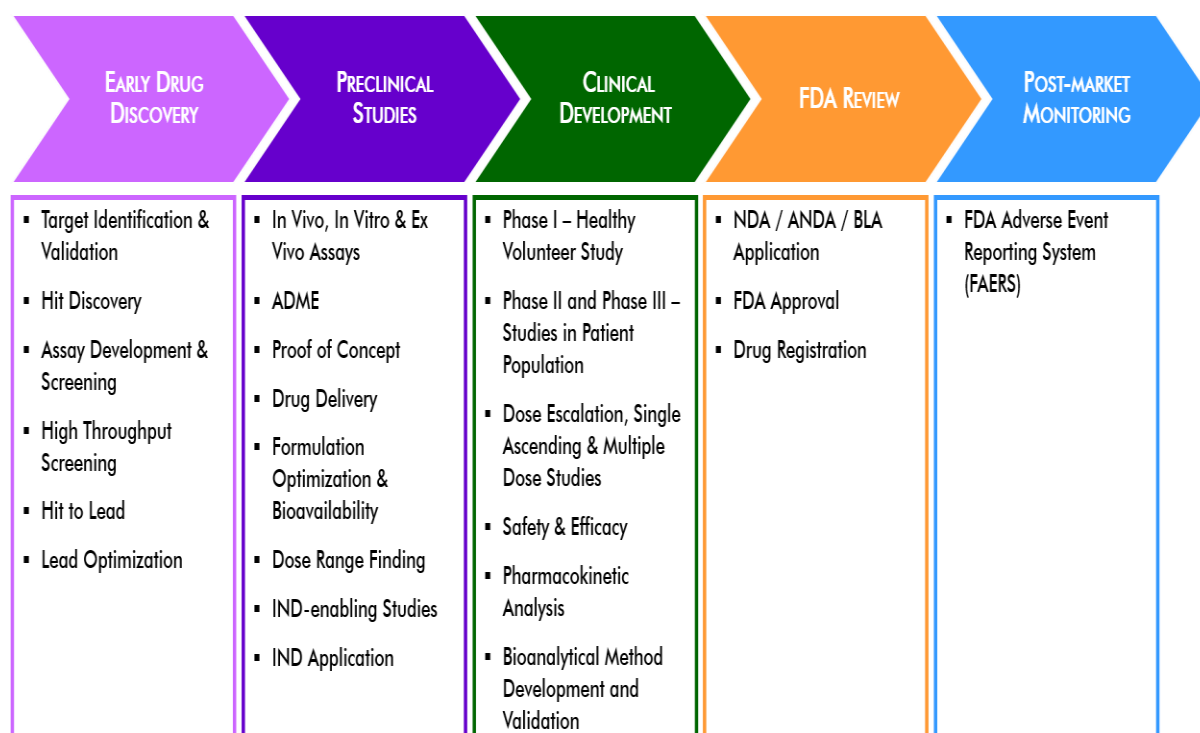 EARLY DRUG
DISCOVERY
PRECLINICAL
STUDIES
CLINICAL
DEVELOPMENT
FDA REVIEW
POST-MARKET
MONITORING
▪ Target Identification &
Validation
▪ Hit Discovery
▪ Assay Development &
Screening
▪ High Throughput
Screening
▪ Hit to Lead
▪ Lead Optimization
▪ In Vivo, In Vitro & Ex
Vivo Assays
▪ ADME
▪ Proof of Concept
▪ Drug Delivery
▪ Formulation
Optimization &
Bioavailability
▪ Dose Range Finding
▪ IND-enabling Studies
▪ IND Application
▪ Phase I – Healthy
Volunteer Study
▪ Phase II and Phase III –
Studies in Patient
Population
▪ Dose Escalation, Single
Ascending & Multiple
Dose Studies
▪ Safety & Efficacy
▪ Pharmacokinetic
Analysis
▪ Bioanalytical Method
Development and
Validation
▪ NDA / ANDA / BLA
Application
▪ FDA Approval
▪ Drug Registration
▪ FDA Adverse Event
Reporting System
(FAERS)